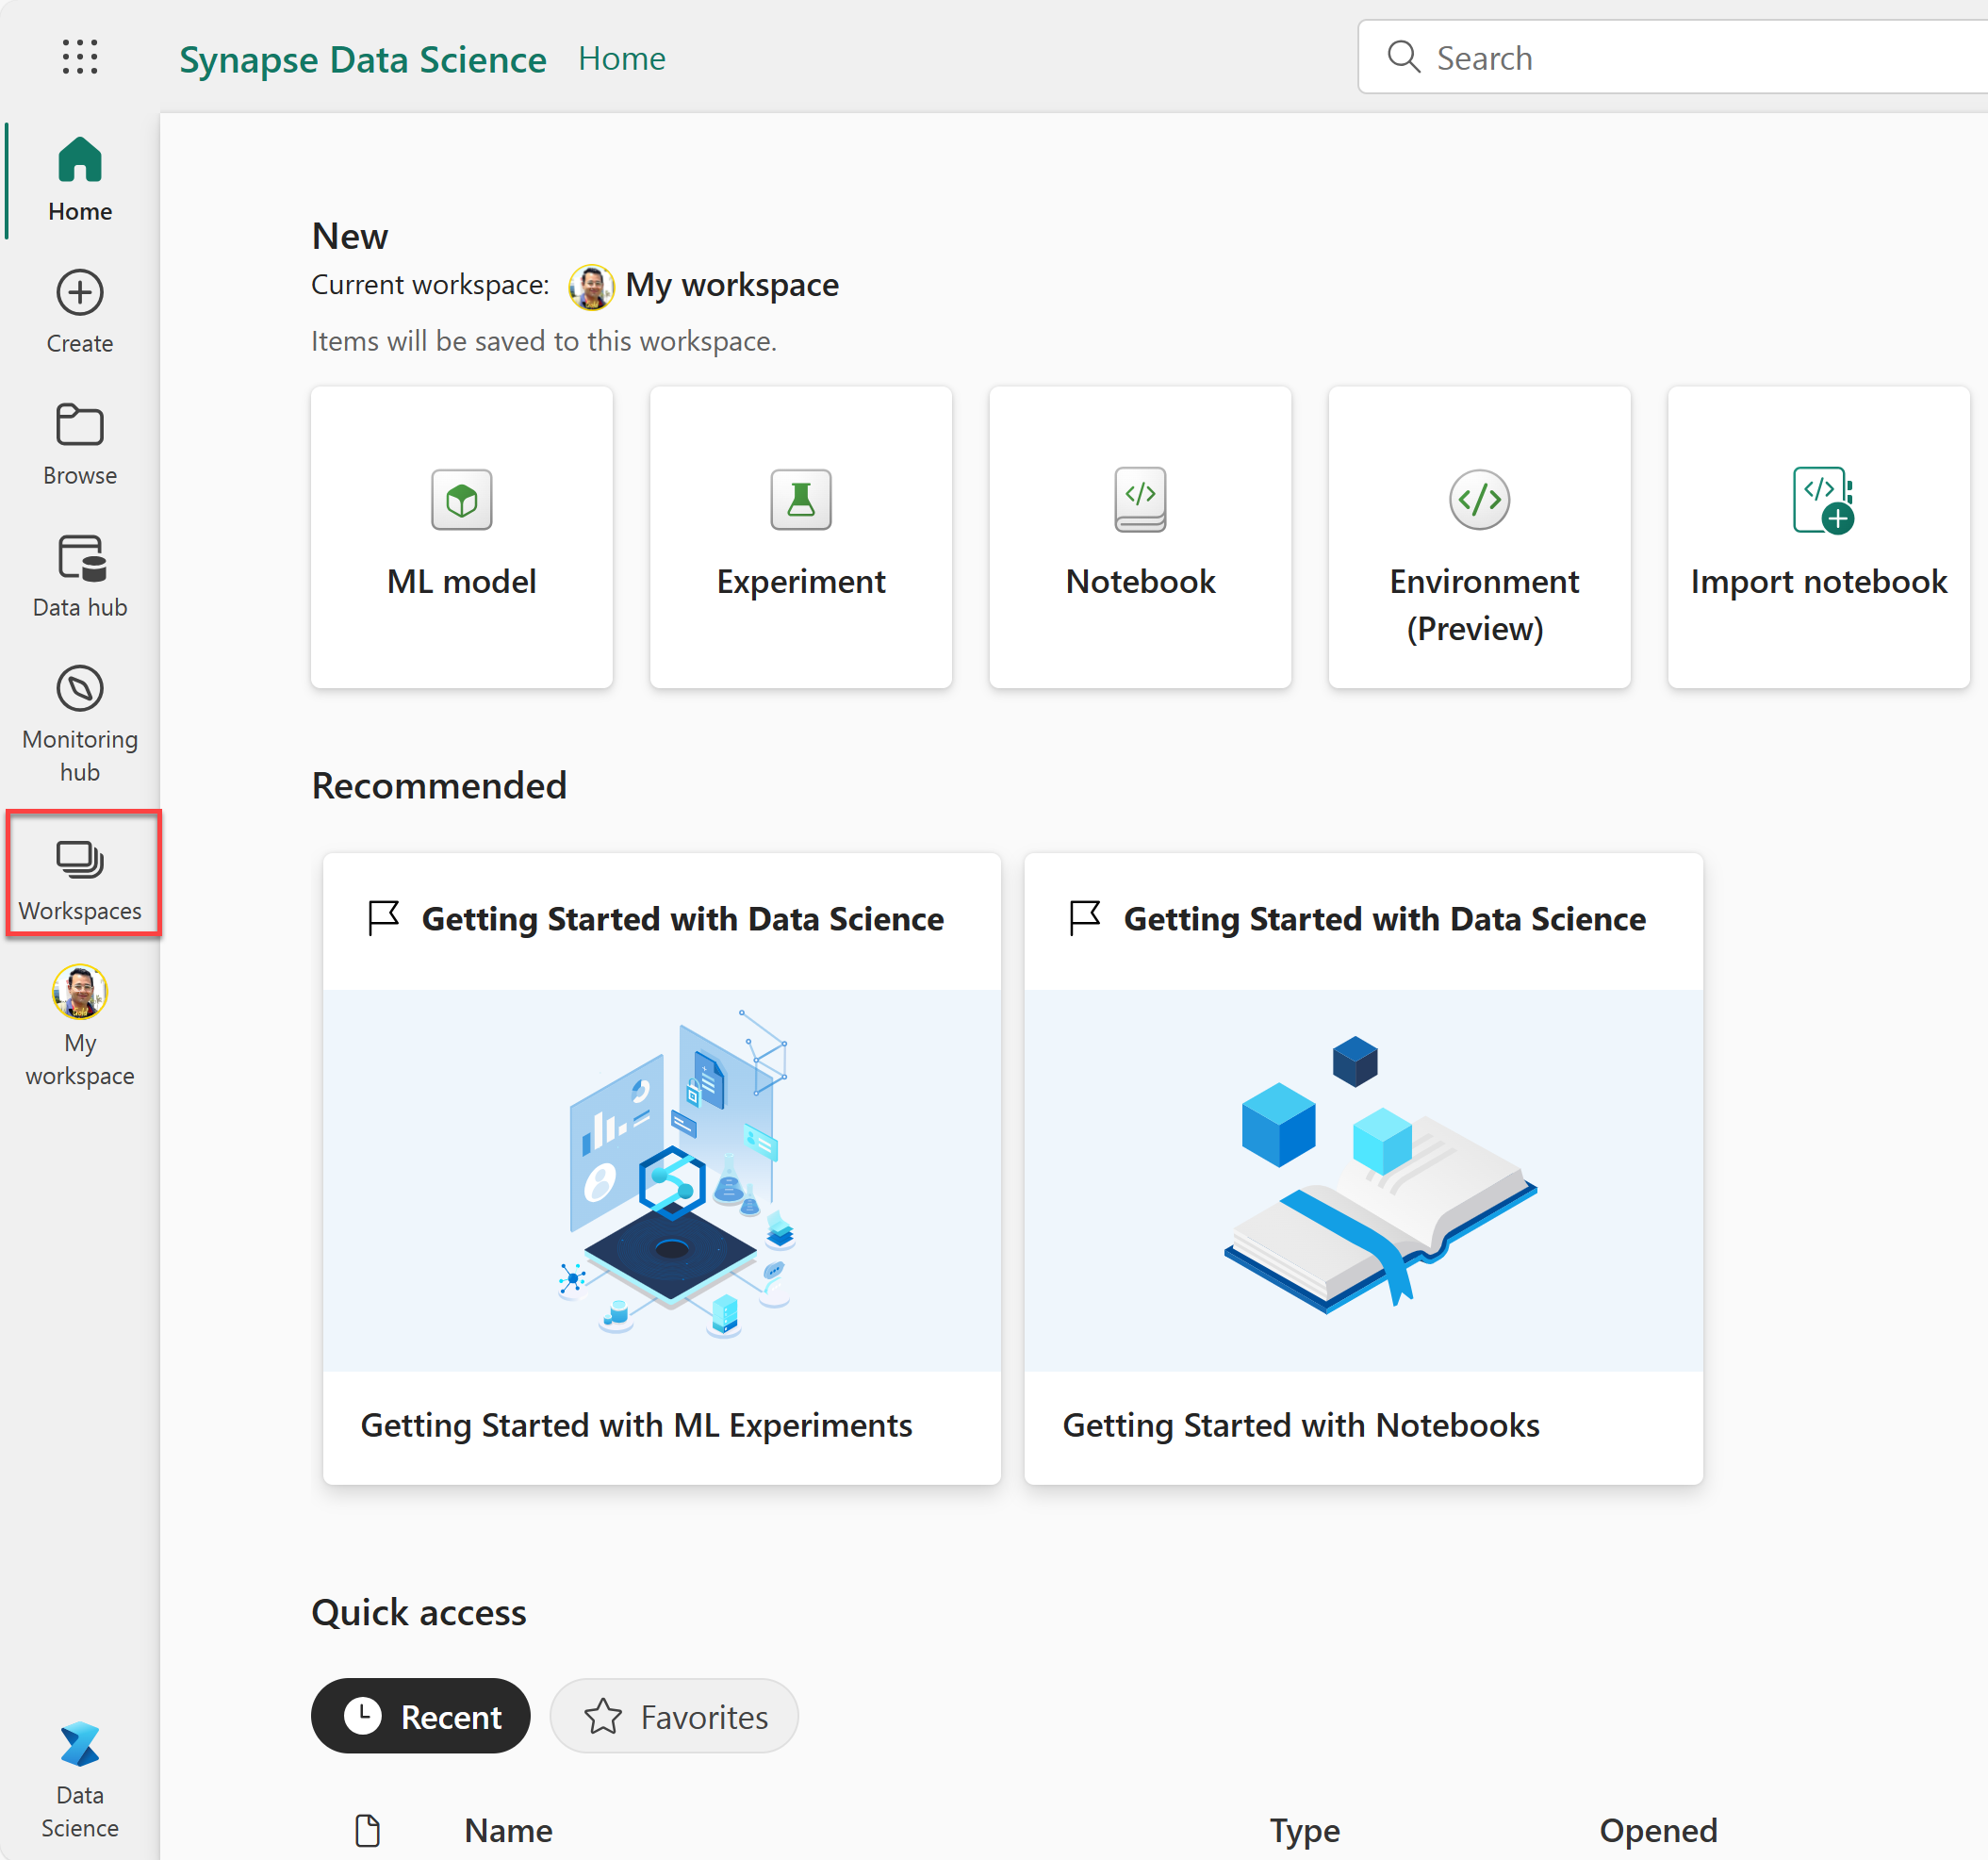 Synapse Data Science Home
Search
Home
Create
Browse
Data hub
Monitoring
hub
Workspaces
My
workspace
Data
Science
New
Current workspace: My workspace
Items will be saved to this workspace.
ML model
Experiment
Notebook
Environment
(Preview)
Import notebook
Recommended
Getting Started with Data Science
Getting Started with ML Experiments
Getting Started with Data Science
Getting Started with Notebooks
Quick access
Recent
Favorites
Name Type Opened